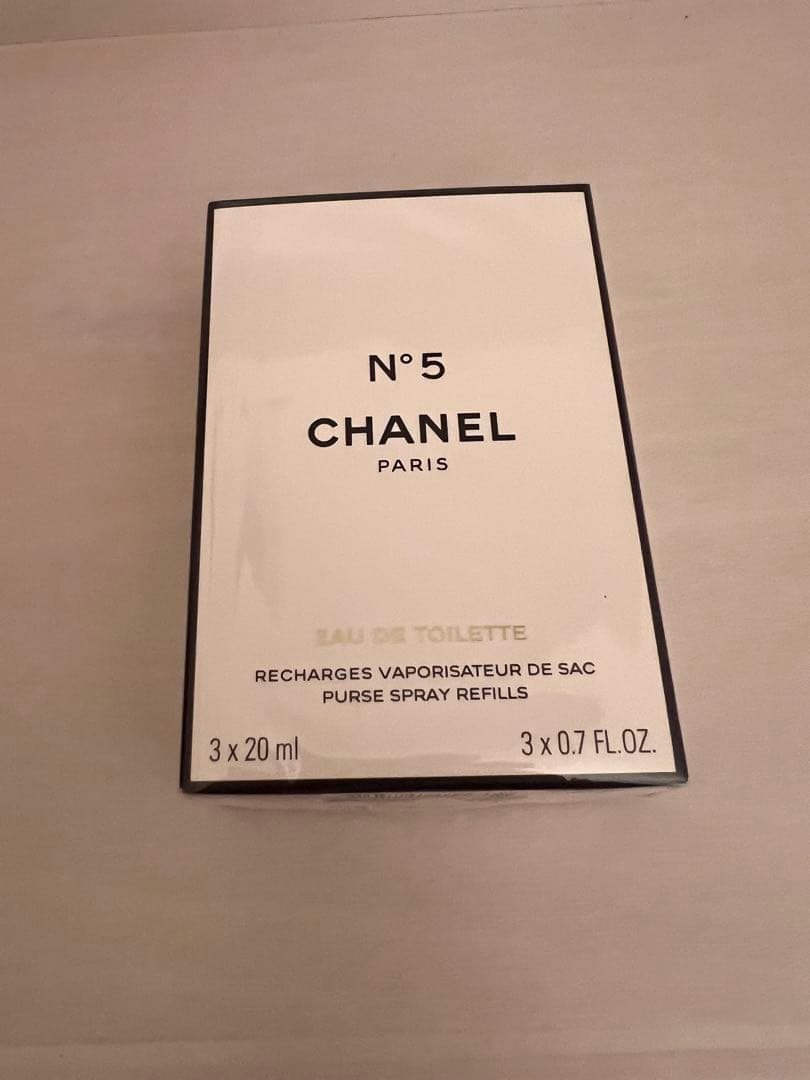 N°5
CHANEL
PARIS
EAU DE TOILETTE
RECHARGES VAPORISATEUR DE SAC
PURSE SPRAY REFILLS
3 x 20 ml
3 x 0.7 FL.OZ.